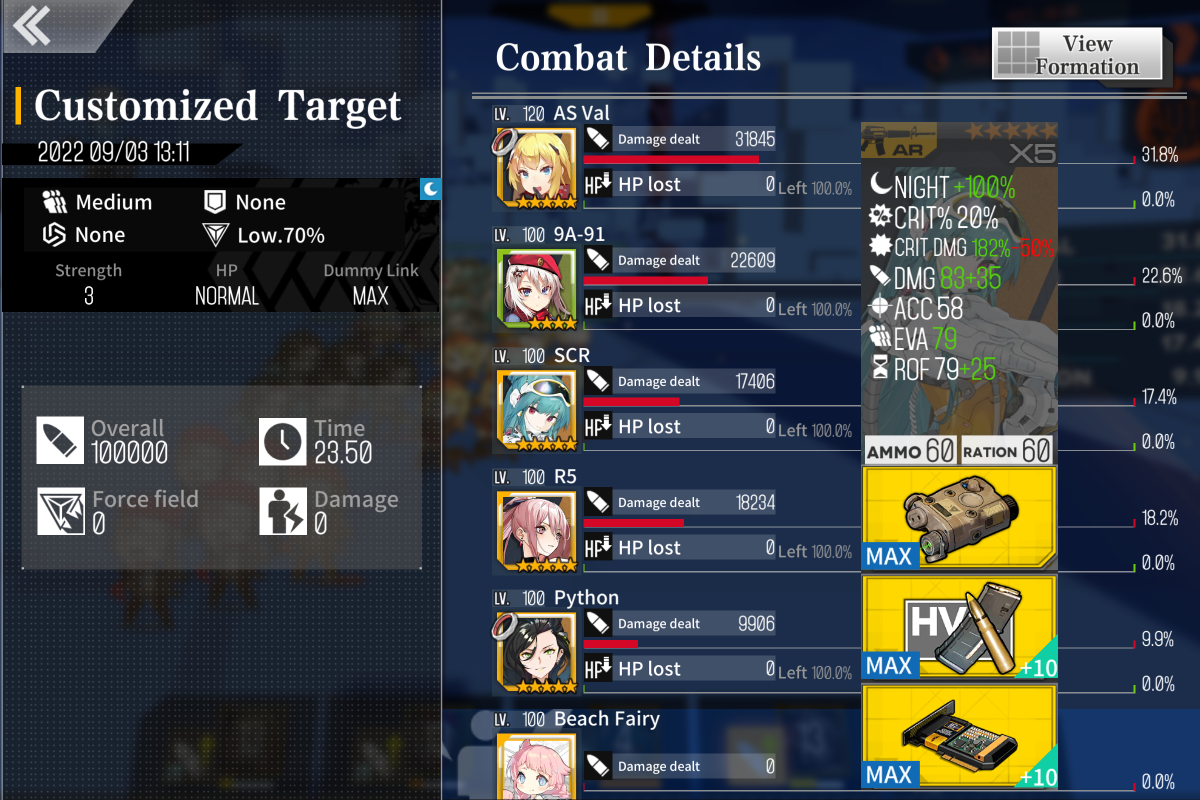 Customized Target
2022 09/03 13:11
Medium
None
None
Low.70%
Strength
HP
Dummy Link
3
NORMAL
MAX
Overall
100000
Time
23.50
Force field
0
Damage
0
Combat Details
View
Formation
LV. 120 AS Val
Damage dealt 31845
31.8%
HP HP lost 0 Left 100.0%
0.0%
LV. 100 9A-91
Damage dealt 22609
22.6%
HP HP lost 0 Left 100.0%
0.0%
LV. 100 SCR
Damage dealt 17406
17.4%
HP HP lost 0 Left 100.0%
0.0%
LV. 100 R5
Damage dealt 18234
18.2%
HP HP lost 0 Left 100.0%
0.0%
LV. 100 Python
Damage dealt 9906
9.9%
HP HP lost 0 Left 100.0%
0.0%
LV. 100 Beach Fairy
Damage dealt 0
0.0%
AR
X5
NIGHT +100%
CRIT% 20%
CRIT DMG 182% -50%
DMG 83+35
ACC 58
EVA 79
ROF 79+25
AMMO 60 RATION 60
MAX
HV
MAX +10
MAX +10